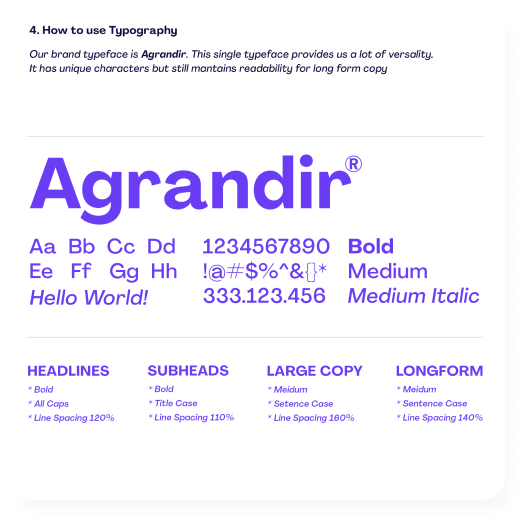 4. How to use Typography
Our brand typeface is Agrandir. This single typeface provides us a lot of versality.
It has unique characters but still mantains readability for long form copy
Agrandir®
Aa Bb Cc Dd
Ee Ff Gg Hh
Hello World!
1234567890
!@#$%^&{}*
333.123.456
Bold
Medium
Medium Italic
HEADLINES
* Bold
* All Caps
* Line Spacing 120%
SUBHEADS
* Bold
* Title Case
* Line Spacing 110%
LARGE COPY
* Meidum
* Setence Case
* Line Spacing 160%
LONGFORM
* Meidum
* Sentence Case
* Line Spacing 140%